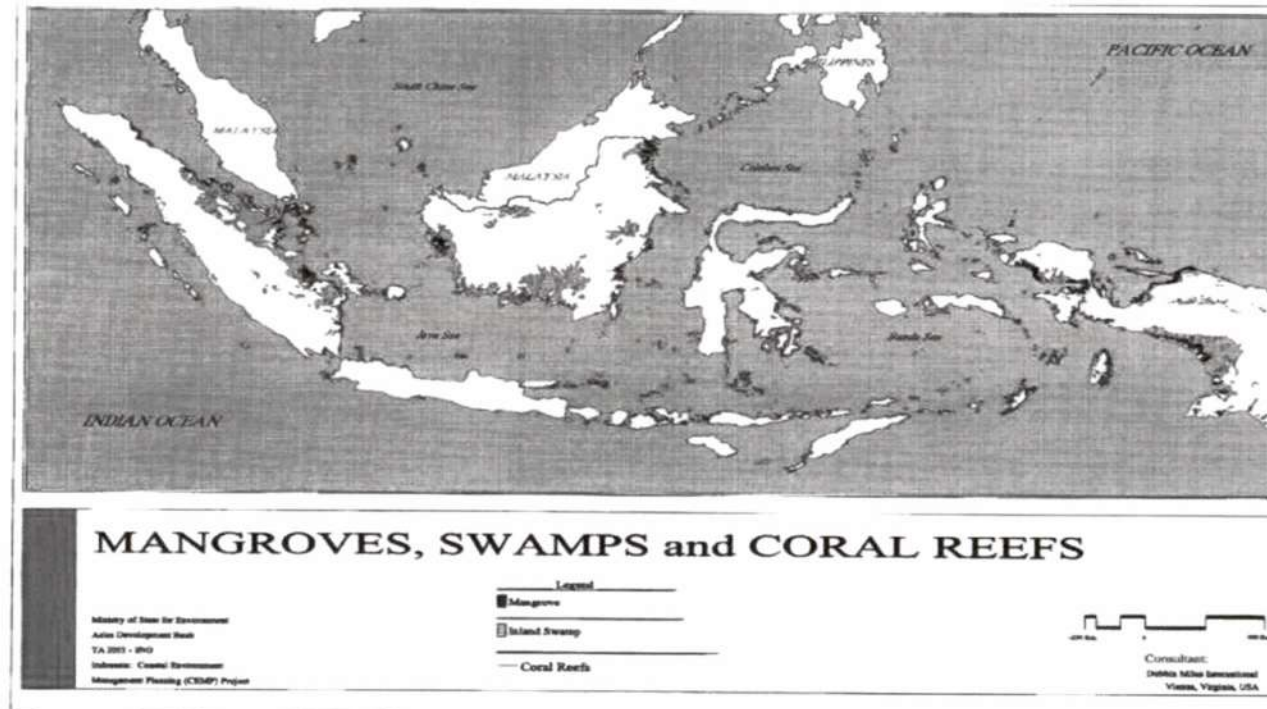 PACIFIC OCEAN
South China Sea
MALAYSIA
MALAYSIA
Celebes Sea
Java Sea
INDIAN OCEAN
MANGROVES, SWAMPS and CORAL REEFS
Legend
Mangrove
Inland Swamp
Coral Reefs
Ministry of State for Environment
Asian Development Bank
Indonesia: Coastal Environment
Management Planning (CEMP) Project
Consultant:
International
Vienna, Virginia, USA